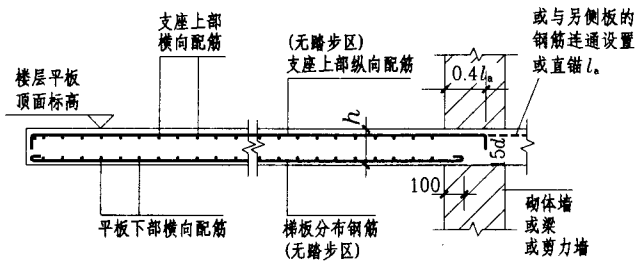 支座上部
横向配筋
(无踏步区)
支座上部纵向配筋
或与另侧板的
钢筋连通设置
或直锚lₐ
楼层平板
顶面标高
0.4lₐ
h
15d
100
平板下部横向配筋
梯板分布钢筋
(无踏步区)
砌体墙
或梁
或剪力墙